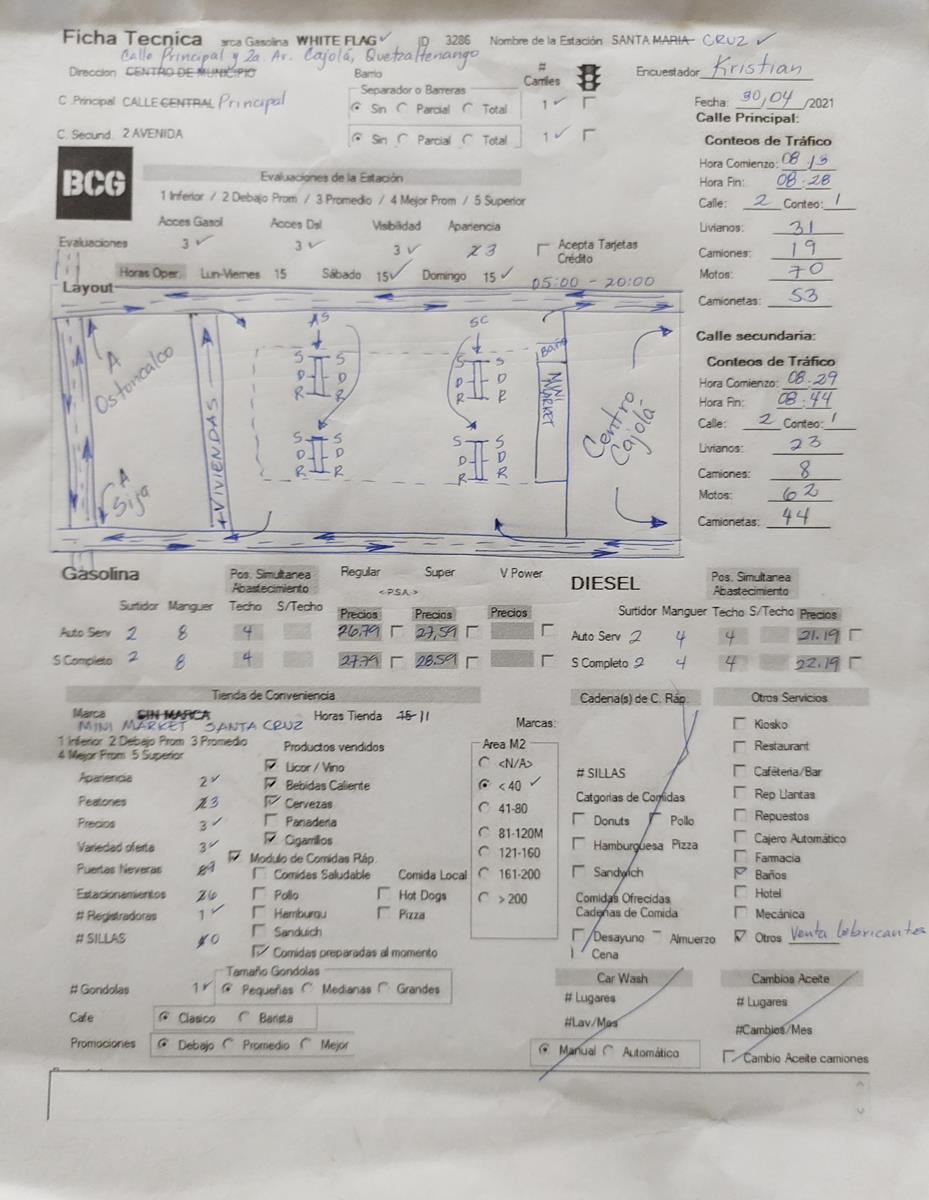 Ficha Tecnica arca Gasolina WHITE FLAG ✓ ID 3286 Nombre de la Estación SANTA MARIA CRUZ ✓
Calle Principal y 2a. Av. Cajolá, Quetzaltenango
Direccion CENTRO DE MUNICIPIO Barrio # Carriles Encuestador Kristian
Separador o Barreras
C .Principal CALLE CENTRAL Principal Sin Parcial Total 1 ✓
Fecha: 30/04/2021
C. Secund. 2 AVENIDA Sin Parcial Total 1 ✓
Calle Principal:
Conteos de Tráfico
Hora Comienzo: 08:13
Hora Fin: 08:28
Calle: 2 Conteo: 1
Livianos: 31
Camiones: 19
Motos: 70
Camionetas: 53
BCG
Evaluaciones de la Estación
1 Inferior / 2 Debajo Prom / 3 Promedio / 4 Mejor Prom / 5 Superior
Acces Gasol Acces Dsl Visibilidad Apariencia
Evaluaciones 3 ✓ 3 ✓ 3 ✓ 2 3 Acepta Tarjetas Crédito
Horas Oper. Lun-Viernes 15 Sábado 15 ✓ Domingo 15 ✓ 05:00 - 20:00
Layout
A Ostoncalco
A Sija
VIVIENDAS
AS
SC
S S
D D
R R
S S
D D
R R
S S
D D
R R
S S
D D
R R
Baño
MINI MARKET
Centro Cajolá
Calle secundaria:
Conteos de Tráfico
Hora Comienzo: 08:29
Hora Fin: 08:44
Calle: 2 Conteo: 1
Livianos: 23
Camiones: 8
Motos: 62
Camionetas: 44
Gasolina Pos. Simultanea Abastecimiento Regular Super V Power
<-P.S.A.->
Surtidor Manguer Techo S/Techo Precios Precios Precios
Auto Serv 2 8 4 26.79 27,59
S Completo 2 8 4 27.79 28.59
DIESEL Pos. Simultanea Abastecimiento
Surtidor Manguer Techo S/Techo Precios
Auto Serv 2 4 4 21.19
S Completo 2 4 4 22.19
Tienda de Conveniencia
Marca SIN MARCA Horas Tienda 15 11
MINI MARKET SANTA CRUZ
1 Inferior 2 Debajo Prom 3 Promedio
4 Mejor Prom 5 Superior
Apariencia 2 ✓
Peatones 2 3
Precios 3 ✓
Variedad oferta 3 ✓
Puertas Neveras 8 9
Estacionamientos 6
# Registradoras 1 ✓
# SILLAS 0
# Gondolas 1 ✓
Productos vendidos
Licor / Vino
Bebidas Caliente
Cervezas
Panaderia
Cigarrillos
Modulo de Comidas Ráp.
Comidas Saludable Comida Local
Pollo Hot Dogs
Hamburgu Pizza
Sanduich
Comidas preparadas al momento
Tamaño Gondolas
Pequeñas Medianas Grandes
Cafe Clasico Barista
Promociones Debajo Promedio Mejor
Marcas:
Area M2
<N/A>
< 40 ✓
41-80
81-120M
121-160
161-200
> 200
Cadena(s) de C. Ráp.
# SILLAS
Catgorias de Comidas
Donuts Pollo
Hamburguesa Pizza
Sandwich
Comidas Ofrecidas
Cadenas de Comida
Desayuno Almuerzo
Cena
Otros Servicios
Kiosko
Restaurant
Caféteria/Bar
Rep Llantas
Repuestos
Cajero Automático
Farmacia
Baños
Hotel
Mecánica
Otros Venta lubricantes
Car Wash
# Lugares
#Lav/Mes
Manual Automático
Cambios Aceite
# Lugares
#Cambios/Mes
Cambio Aceite camiones